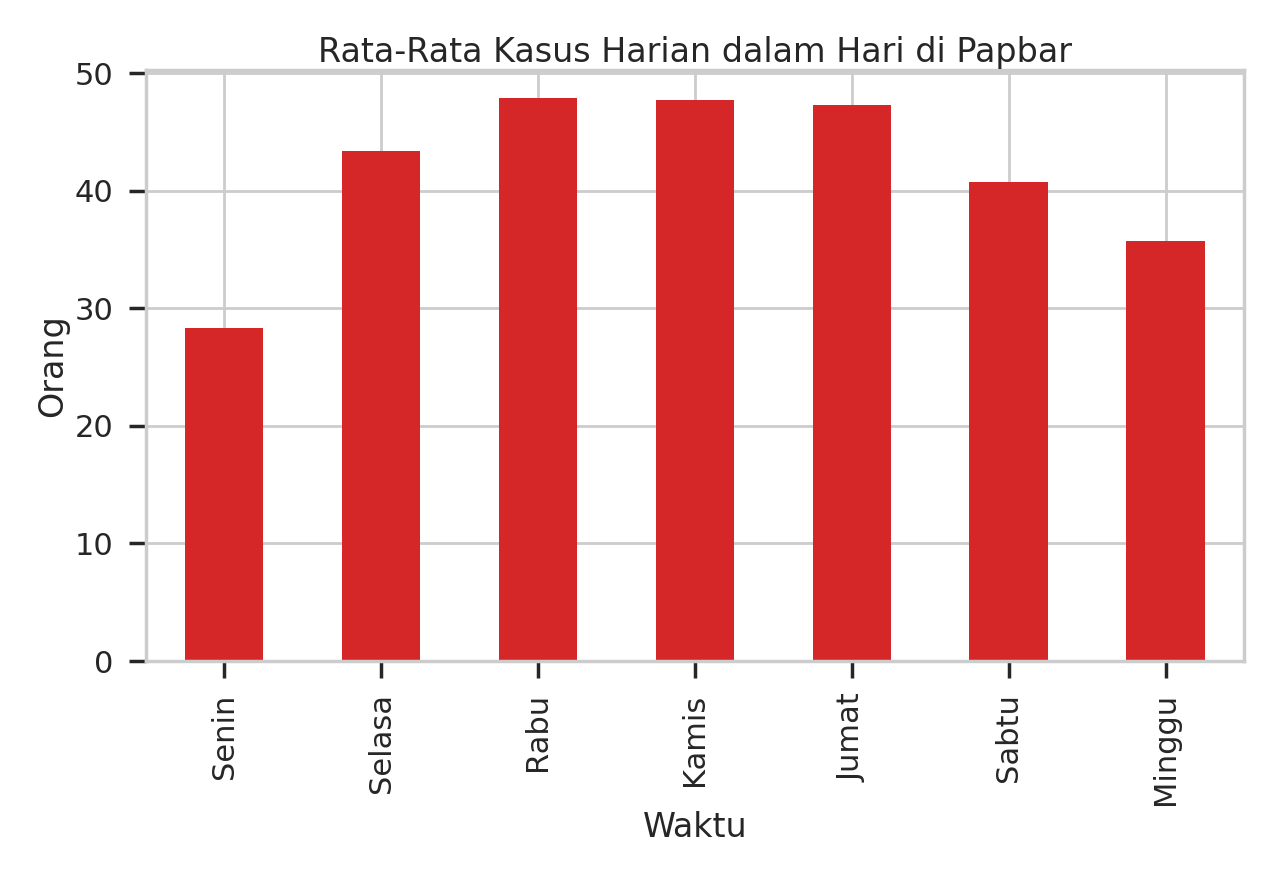 Rata-Rata Kasus Harian dalam Hari di Papbar
50
40
30
20
10
0
Orang
Senin
Selasa
Rabu
Kamis
Jumat
Sabtu
Minggu
Waktu